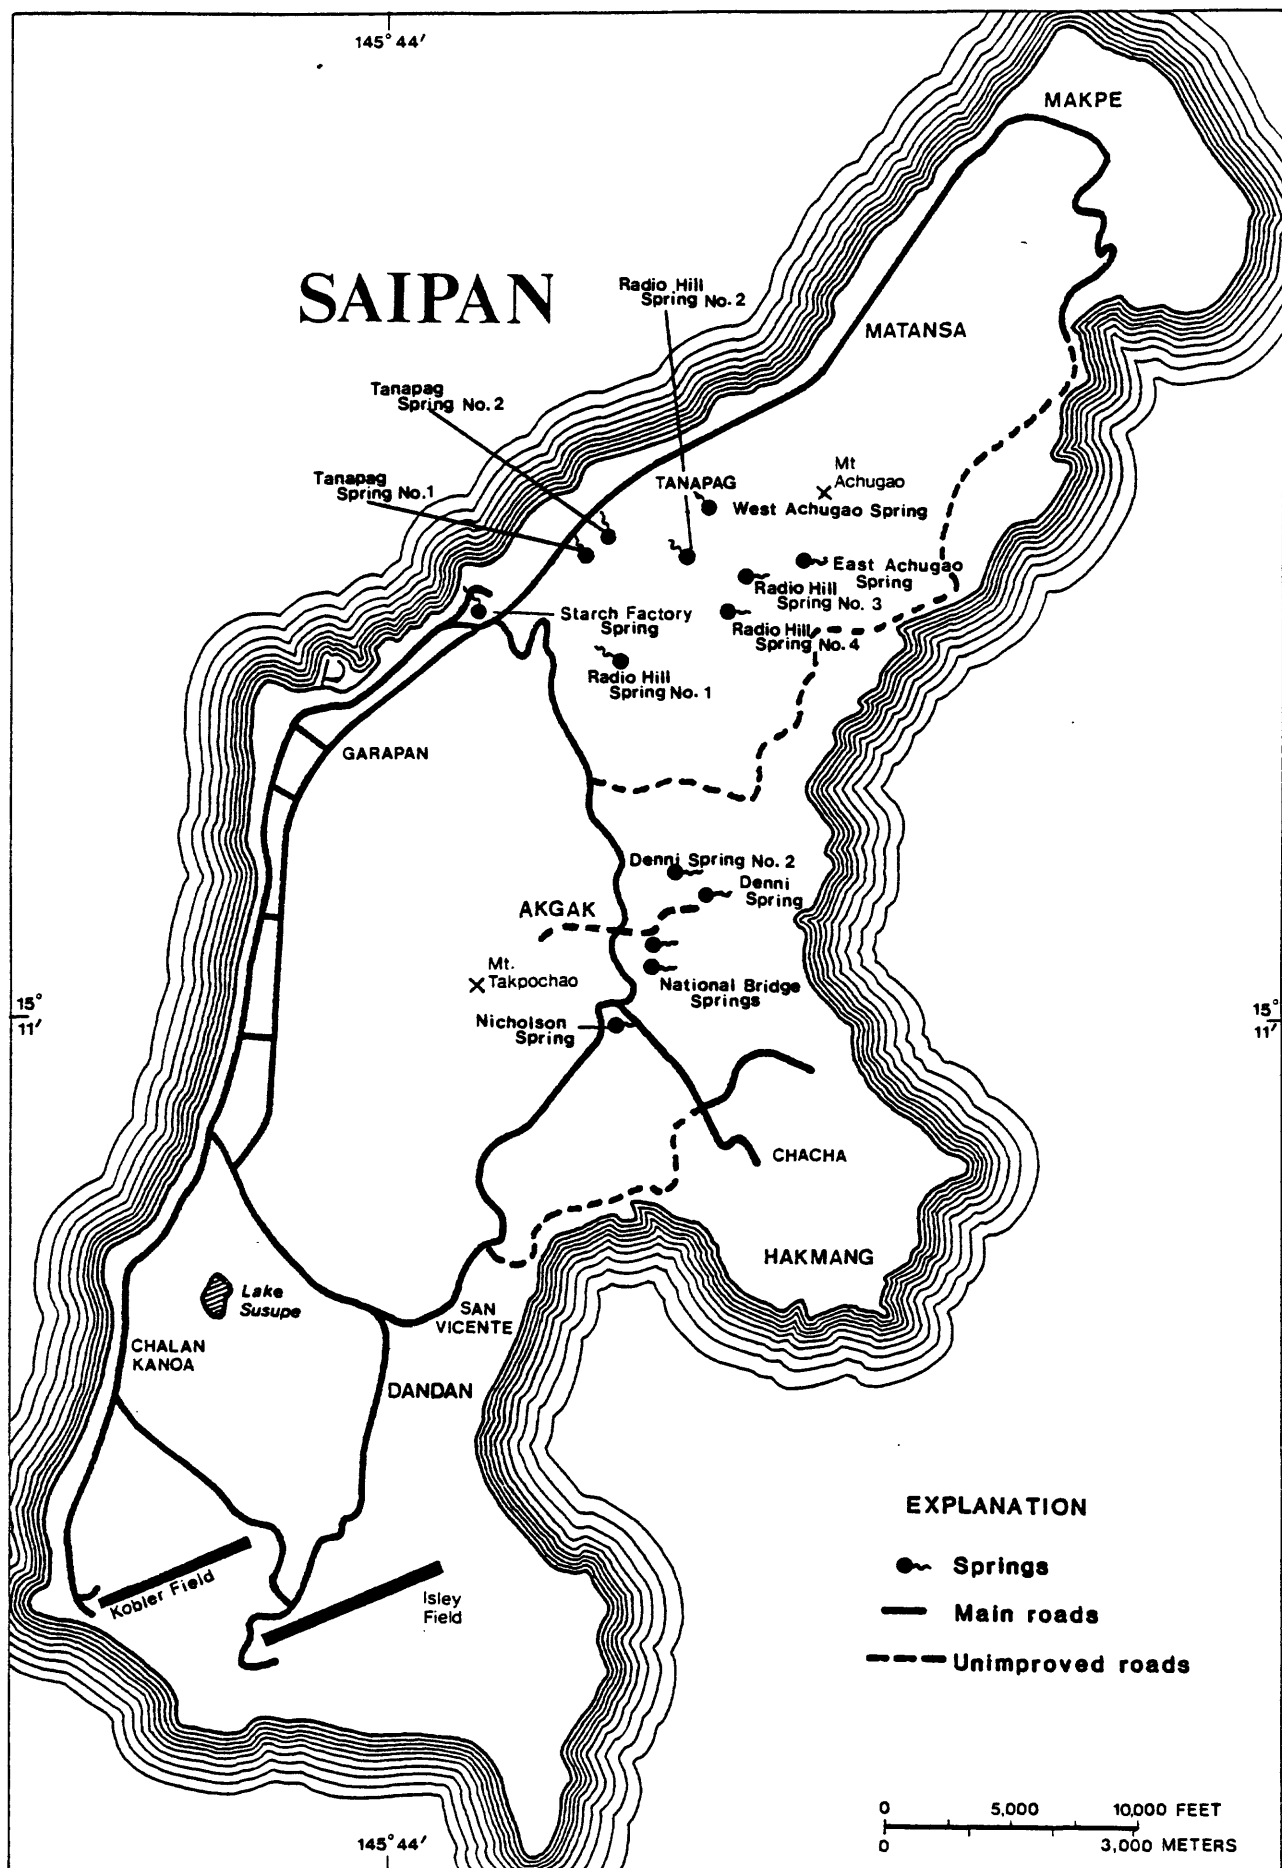 145° 44′
MAKPE
SAIPAN
Radio Hill
Spring No. 2
MATANSA
Tanapag
Spring No. 2
Tanapag
Spring No. 1
TANAPAG
Mt
Achugao
West Achugao Spring
East Achugao
Spring
Radio Hill
Spring No. 3
Starch Factory
Spring
Radio Hill
Spring No. 4
Radio Hill
Spring No. 1
GARAPAN
Denni Spring No. 2
Denni
Spring
AKGAK
Mt.
Takpochao
National Bridge
Springs
15°
11′
15°
11′
Nicholson
Spring
CHACHA
HAKMANG
Lake
Susupe
SAN
VICENTE
CHALAN
KANOA
DANDAN
Kobler Field
Isley
Field
EXPLANATION
Springs
Main roads
Unimproved roads
0 5,000 10,000 FEET
0 3,000 METERS
145° 44′